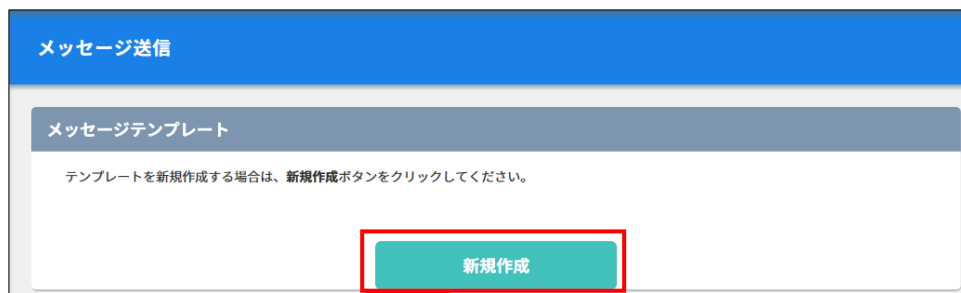 メッセージ送信
メッセージテンプレート
テンプレートを新規作成する場合は、新規作成ボタンをクリックしてください。
新規作成